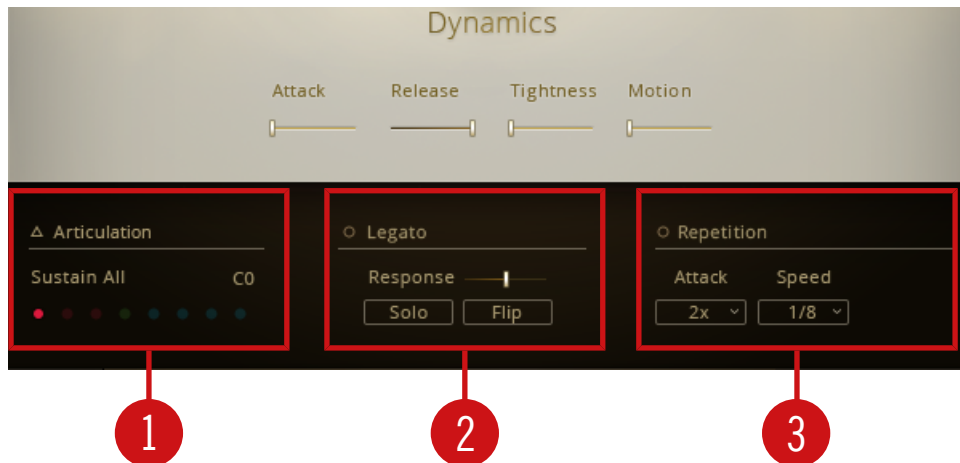 Dynamics
Attack Release Tightness Motion
Articulation
Sustain All C0
Legato
Response
Solo Flip
Repetition
Attack Speed
2x 1/8
1 2 3